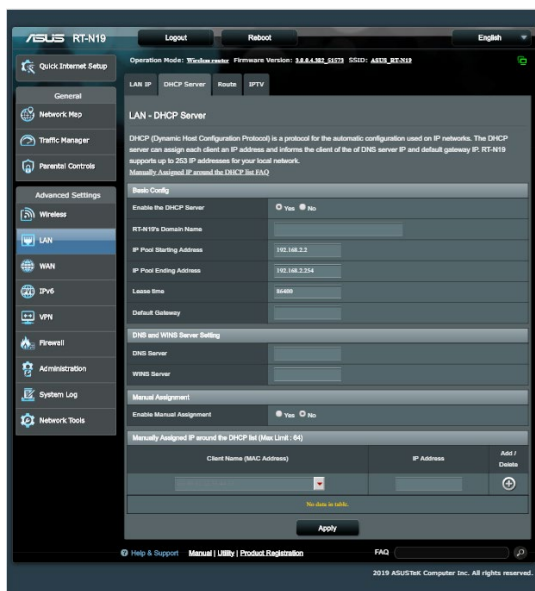 ASUS RT-N19
Logout
Reboot
English
Quick Internet Setup
Operation Mode: Wireless router Firmware Version: 3.0.0.4.382_51573 SSID: ASUS_RT-N19
LAN IP
DHCP Server
Route
IPTV
General
Network Map
Traffic Manager
Parental Controls
Advanced Settings
Wireless
LAN
WAN
IPv6
VPN
Firewall
Administration
System Log
Network Tools
LAN - DHCP Server
DHCP (Dynamic Host Configuration Protocol) is a protocol for the automatic configuration used on IP networks. The DHCP
server can assign each client an IP address and informs the client of the of DNS server IP and default gateway IP. RT-N19
supports up to 253 IP addresses for your local network.
Manually Assigned IP around the DHCP list FAQ
Basic Config
Enable the DHCP Server
Yes No
RT-N19's Domain Name
IP Pool Starting Address
192.168.2.2
IP Pool Ending Address
192.168.2.254
Lease time
86400
Default Gateway
DNS and WINS Server Setting
DNS Server
WINS Server
Manual Assignment
Enable Manual Assignment
Yes No
Manually Assigned IP around the DHCP list (Max Limit : 64)
Client Name (MAC Address)
IP Address
Add /
Delete
No data in table.
Apply
Help & Support
Manual | Utility | Product Registration
FAQ
2019 ASUSTeK Computer Inc. All rights reserved.